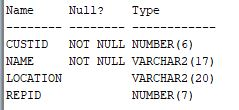 Name     Null?    Type
-------- -------- ------------
CUSTID   NOT NULL NUMBER(6)
NAME     NOT NULL VARCHAR2(17)
LOCATION          VARCHAR2(20)
REPID             NUMBER(7)